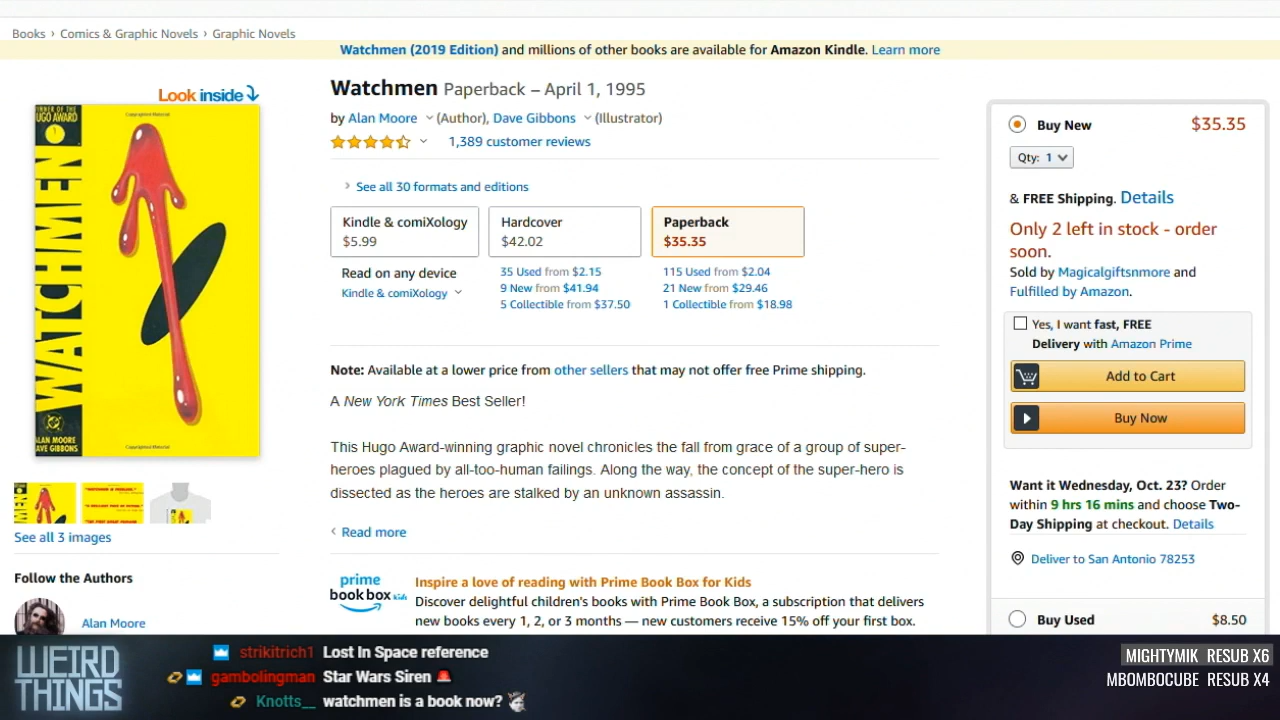 Books › Comics & Graphic Novels › Graphic Novels
Watchmen (2019 Edition) and millions of other books are available for Amazon Kindle. Learn more
Look inside
WINNER OF THE HUGO AWARD
Copyrighted Material
WATCHMEN
ALAN MOORE
DAVE GIBBONS
Copyrighted Material
See all 3 images
Follow the Authors
Alan Moore
Watchmen Paperback – April 1, 1995
by Alan Moore (Author), Dave Gibbons (Illustrator)
1,389 customer reviews
See all 30 formats and editions
Kindle & comiXology
$5.99
Read on any device
Kindle & comiXology
Hardcover
$42.02
35 Used from $2.15
9 New from $41.94
5 Collectible from $37.50
Paperback
$35.35
115 Used from $2.04
21 New from $29.46
1 Collectible from $18.98
Note: Available at a lower price from other sellers that may not offer free Prime shipping.
A New York Times Best Seller!
This Hugo Award-winning graphic novel chronicles the fall from grace of a group of super-
heroes plagued by all-too-human failings. Along the way, the concept of the super-hero is
dissected as the heroes are stalked by an unknown assassin.
Read more
prime
book box kids
Inspire a love of reading with Prime Book Box for Kids
Discover delightful children's books with Prime Book Box, a subscription that delivers
new books every 1, 2, or 3 months — new customers receive 15% off your first box.
Buy New $35.35
Qty: 1
& FREE Shipping. Details
Only 2 left in stock - order
soon.
Sold by Magicalgiftsnmore and
Fulfilled by Amazon.
Yes, I want fast, FREE
Delivery with Amazon Prime
Add to Cart
Buy Now
Want it Wednesday, Oct. 23? Order
within 9 hrs 16 mins and choose Two-
Day Shipping at checkout. Details
Deliver to San Antonio 78253
Buy Used $8.50
WEIRD
THINGS
strikitrich1 Lost In Space reference
gambolingman Star Wars Siren
Knotts__ watchmen is a book now?
MIGHTYMIK RESUB X6
MBOMBOCUBE RESUB X4